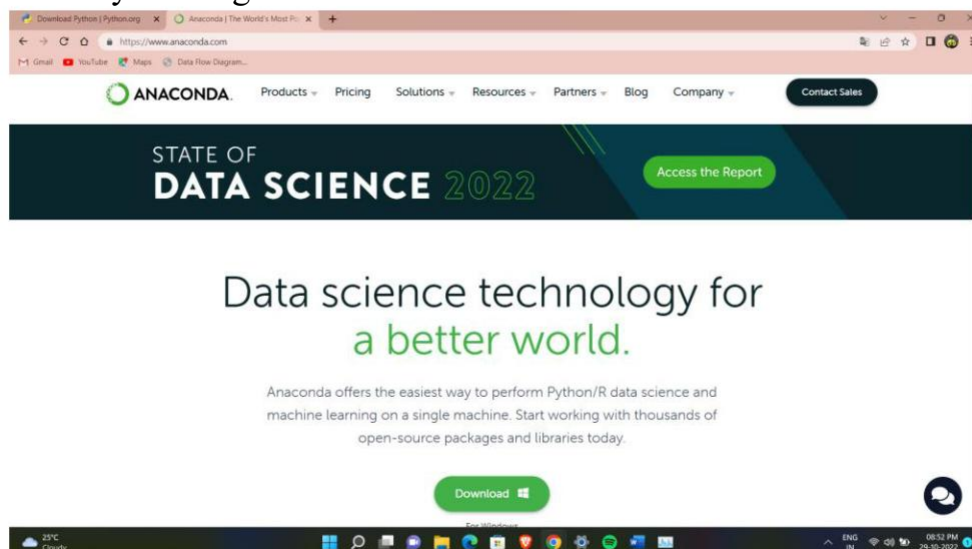 Download Python | Python.org
Anaconda | The World's Most Po
https://www.anaconda.com
Gmail YouTube Maps Data Flow Diagram...
ANACONDA. Products Pricing Solutions Resources Partners Blog Company Contact Sales
STATE OF
DATA SCIENCE 2022
Access the Report
Data science technology for
a better world.
Anaconda offers the easiest way to perform Python/R data science and
machine learning on a single machine. Start working with thousands of
open-source packages and libraries today.
Download
For Windows
25°C
Cloudy
ENG
IN
08:52 PM
29-10-2022